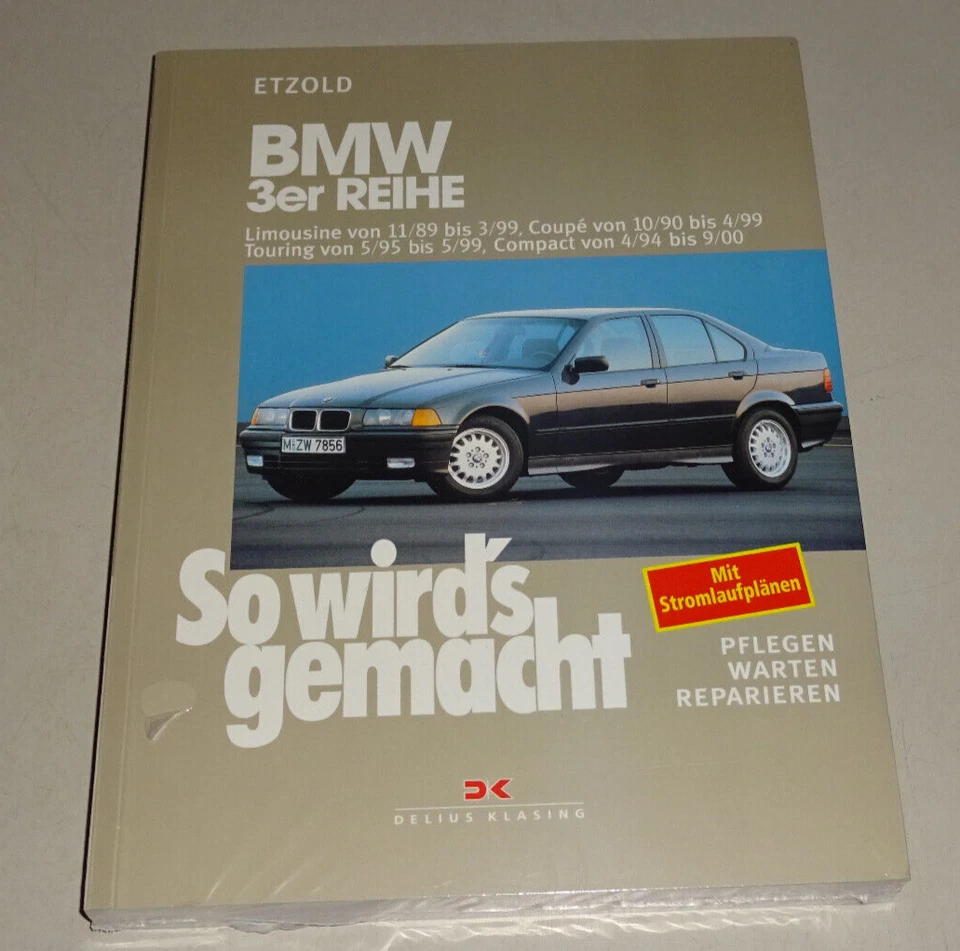 ETZOLD
BMW
3er REIHE
Limousine von 11/89 bis 3/99, Coupé von 10/90 bis 4/99
Touring von 5/95 bis 5/99, Compact von 4/94 bis 9/00
M ZW 7856
So wird's
gemacht
Mit
Stromlaufplänen
PFLEGEN
WARTEN
REPARIEREN
DK
DELIUS KLASING